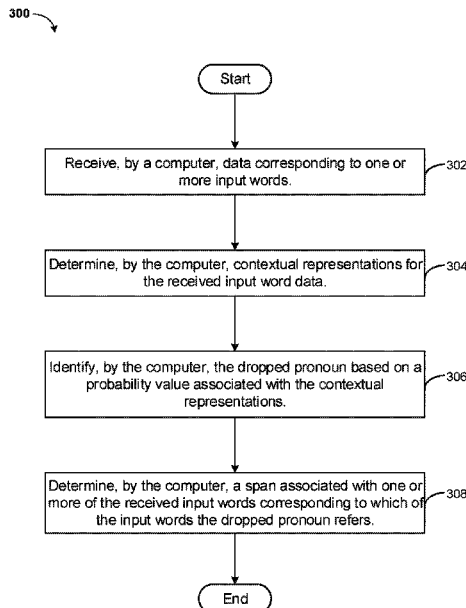 300
Start
Receive, by a computer, data corresponding to one or
more input words.
302
Determine, by the computer, contextual representations for
the received input word data.
304
Identify, by the computer, the dropped pronoun based on a
probability value associated with the contextual
representations.
306
Determine, by the computer, a span associated with one or
more of the received input words corresponding to which of
the input words the dropped pronoun refers.
308
End